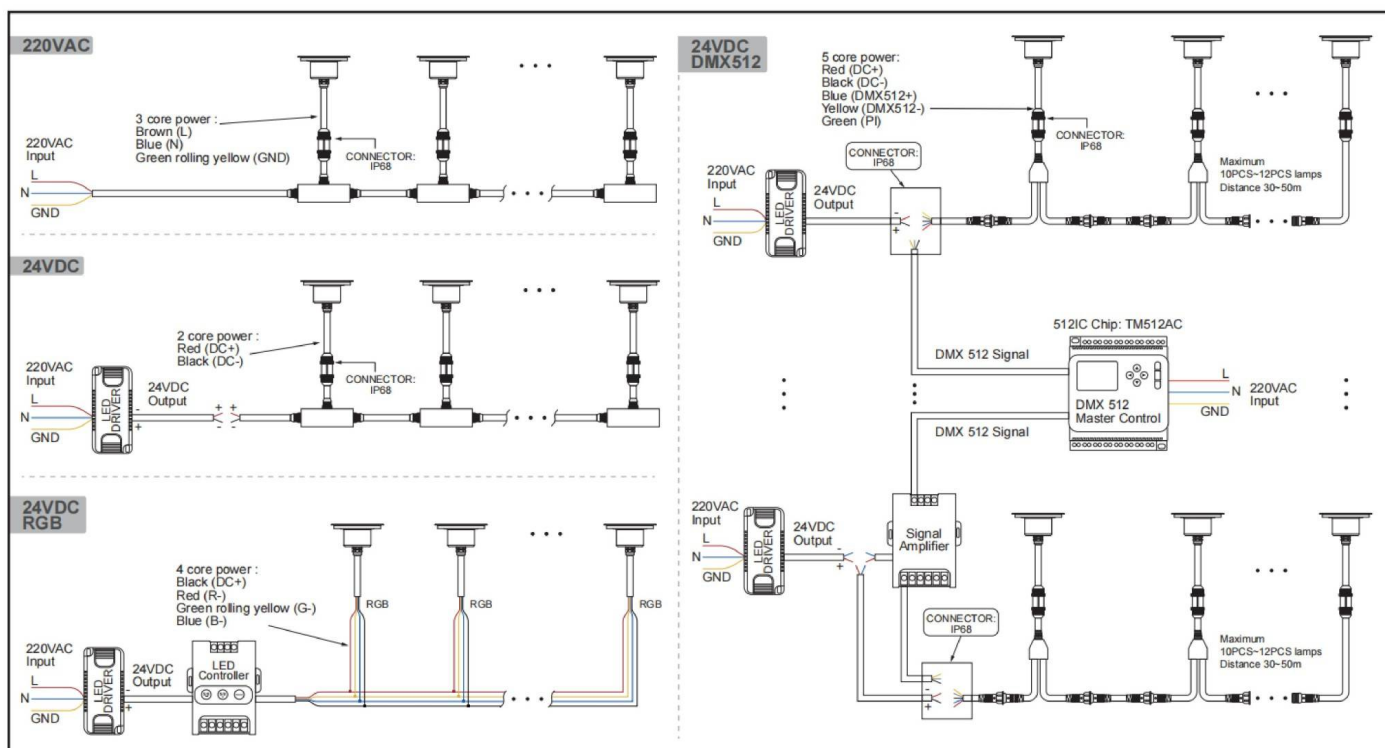 220VAC
3 core power :
Brown (L)
Blue (N)
Green rolling yellow (GND)
CONNECTOR:
IP68
220VAC
Input
L
N
GND
24VDC
2 core power :
Red (DC+)
Black (DC-)
CONNECTOR:
IP68
220VAC
Input
L
N
GND
LED
DRIVER
24VDC
Output
-
+
+ +
- -
24VDC
RGB
4 core power :
Black (DC+)
Red (R-)
Green rolling yellow (G-)
Blue (B-)
RGB
RGB
RGB
220VAC
Input
L
N
GND
LED
DRIVER
24VDC
Output
-
+
LED
Controller
24VDC
DMX512
5 core power:
Red (DC+)
Black (DC-)
Blue (DMX512+)
Yellow (DMX512-)
Green (PI)
CONNECTOR:
IP68
CONNECTOR:
IP68
Maximum
10PCS~12PCS lamps
Distance 30~50m
220VAC
Input
L
N
GND
LED
DRIVER
24VDC
Output
-
+
512IC Chip: TM512AC
DMX 512 Signal
DMX 512
Master Control
L
N
GND
220VAC
Input
DMX 512 Signal
220VAC
Input
L
N
GND
LED
DRIVER
24VDC
Output
-
+
Signal
Amplifier
CONNECTOR:
IP68
-
+
Maximum
10PCS~12PCS lamps
Distance 30~50m